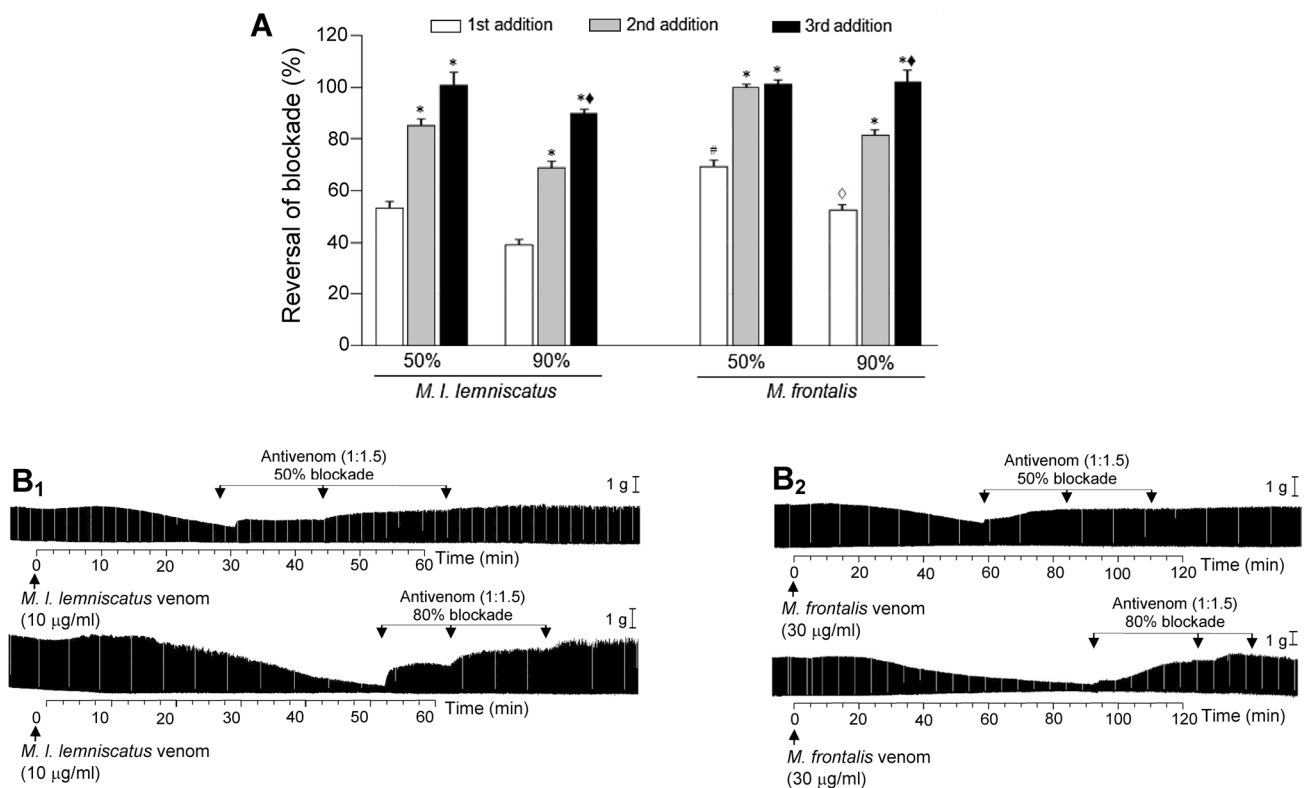 A
1st addition 2nd addition 3rd addition
Reversal of blockade (%)
120
100
80
60
40
20
0
* * * *♦ # * * ◊ * *♦
50% 90% 50% 90%
M. l. lemniscatus M. frontalis
B1
Antivenom (1:1.5)
50% blockade
1 g
0 10 20 30 40 50 60 Time (min)
M. l. lemniscatus venom
(10 µg/ml)
Antivenom (1:1.5)
80% blockade
1 g
0 10 20 30 40 50 60 Time (min)
M. l. lemniscatus venom
(10 µg/ml)
B2
Antivenom (1:1.5)
50% blockade
1 g
0 20 40 60 80 100 120 Time (min)
M. frontalis venom
(30 µg/ml)
Antivenom (1:1.5)
80% blockade
1 g
0 20 40 60 80 100 120 Time (min)
M. frontalis venom
(30 µg/ml)